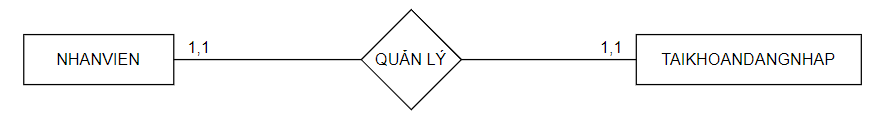 1,1
1,1
NHANVIEN
QUẢN LÝ
TAIKHOANDANGNHAP